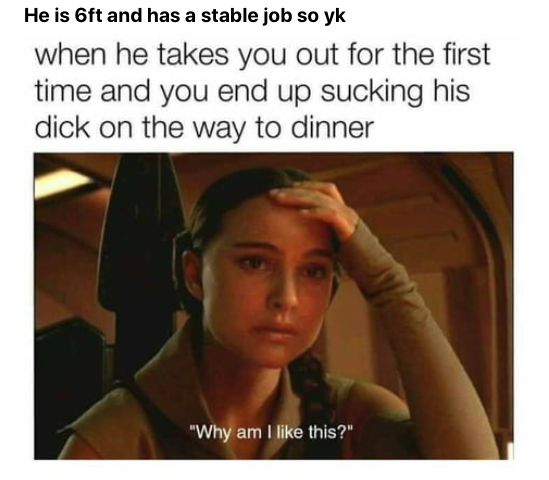 He is 6ft and has a stable job so yk
when he takes you out for the first
time and you end up sucking his
dick on the way to dinner
"Why am I like this?"